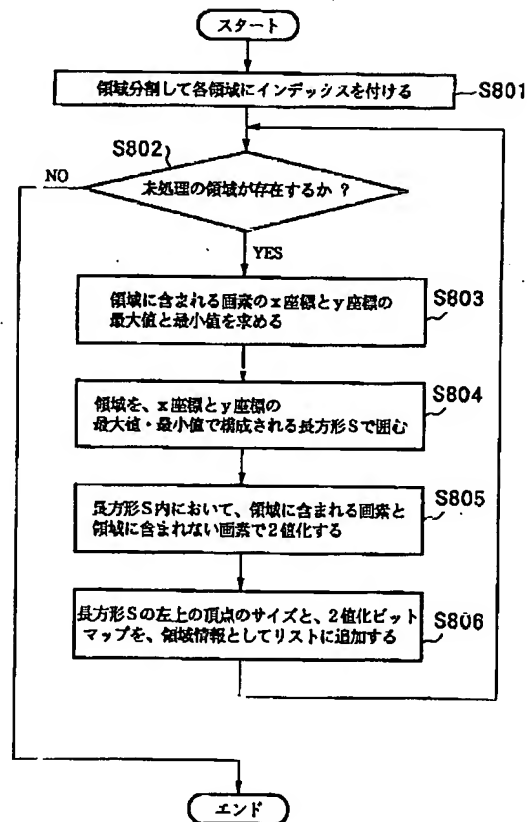 スタート
領域分割して各領域にインデッシスを付ける
S801
S802
未処理の領域が存在するか ?
NO
YES
領域に含まれる画素のx座標とy座標の
最大値と最小値を求める
S803
領域を、x座標とy座標の
最大値・最小値で構成される長方形Sで囲む
S804
長方形S内において、領域に含まれる画素と
領域に含まれない画素で2値化する
S805
長方形Sの左上の頂点のサイズと、2値化ビット
マップを、領域情報としてリストに追加する
S806
エンド